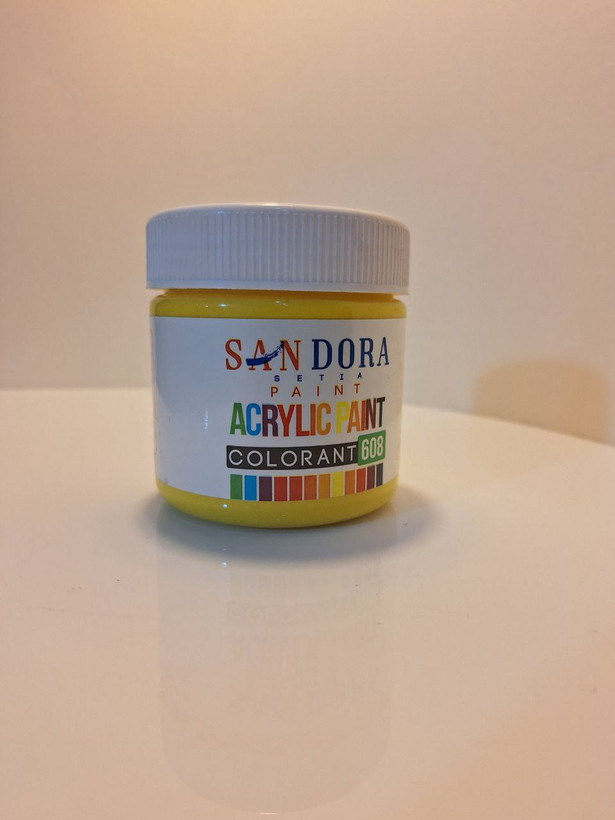 SAN DORA
SETIA
PAINT
ACRYLIC PAINT
COLORANT 608